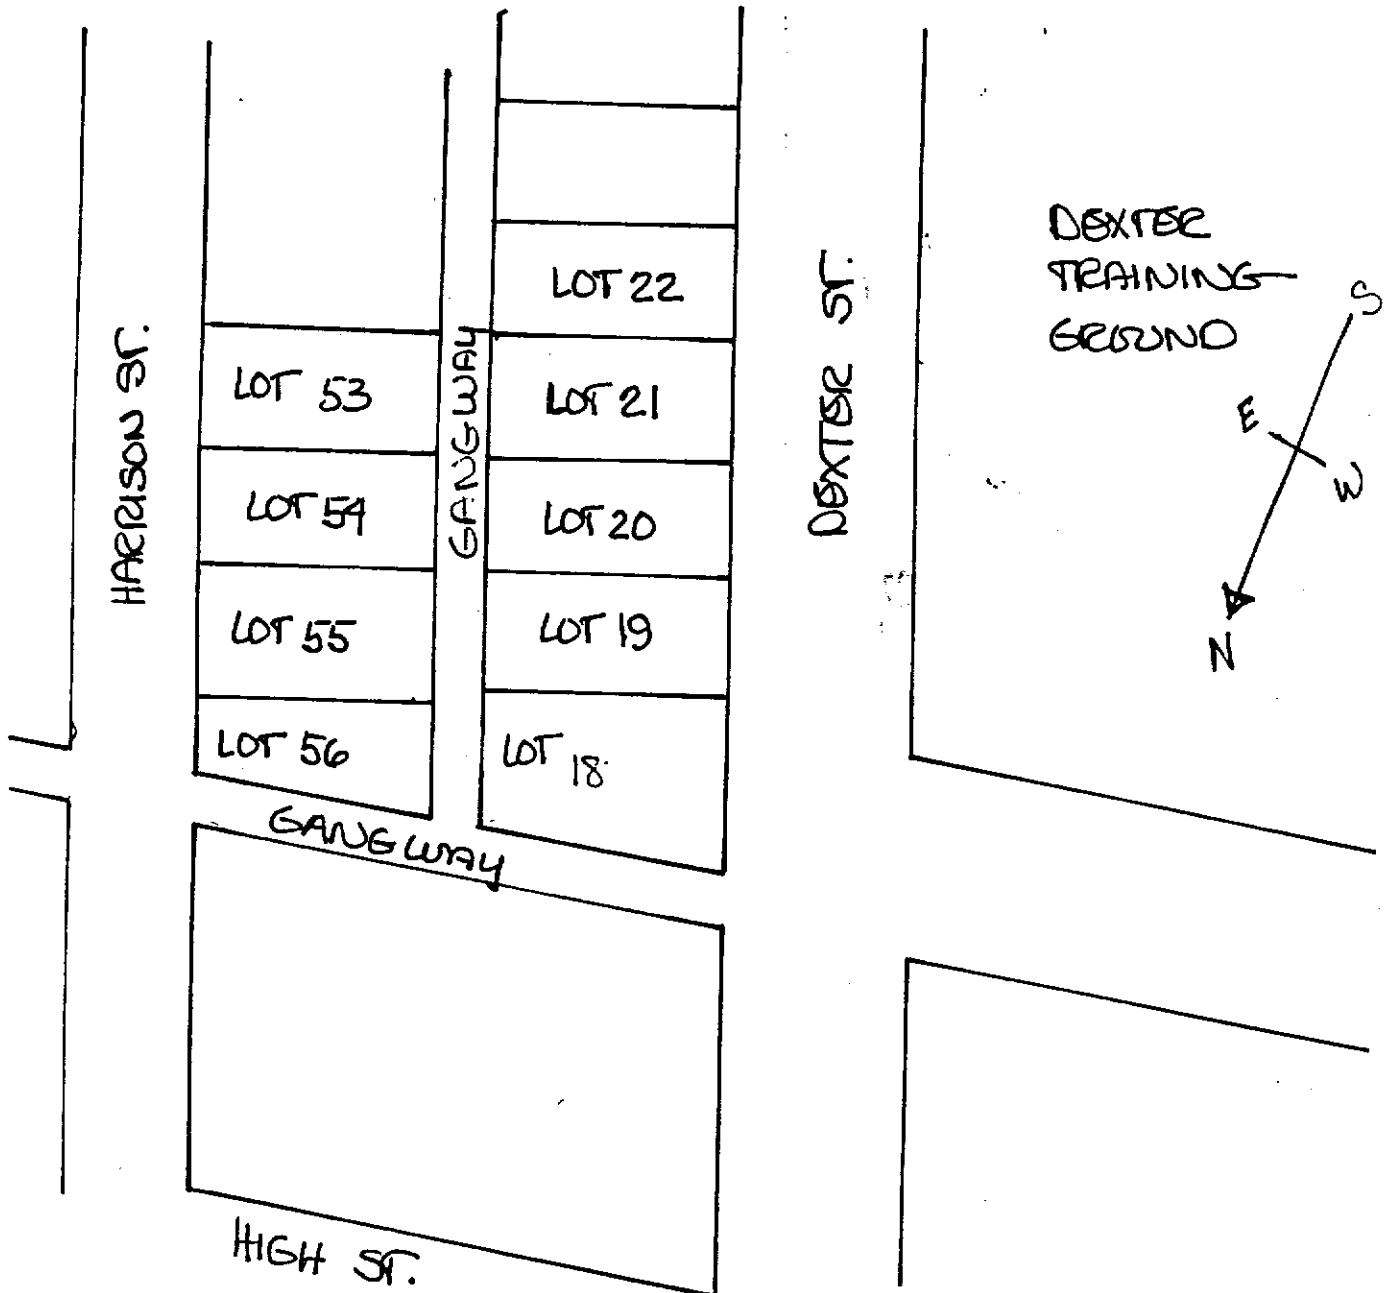 DEXTER
TRAINING
GROUND
S
E
W
N
HARRISON ST.
GANGWAY
DEXTER ST.
LOT 22
LOT 53
LOT 21
LOT 54
LOT 20
LOT 55
LOT 19
LOT 56
LOT 18
GANGWAY
HIGH ST.